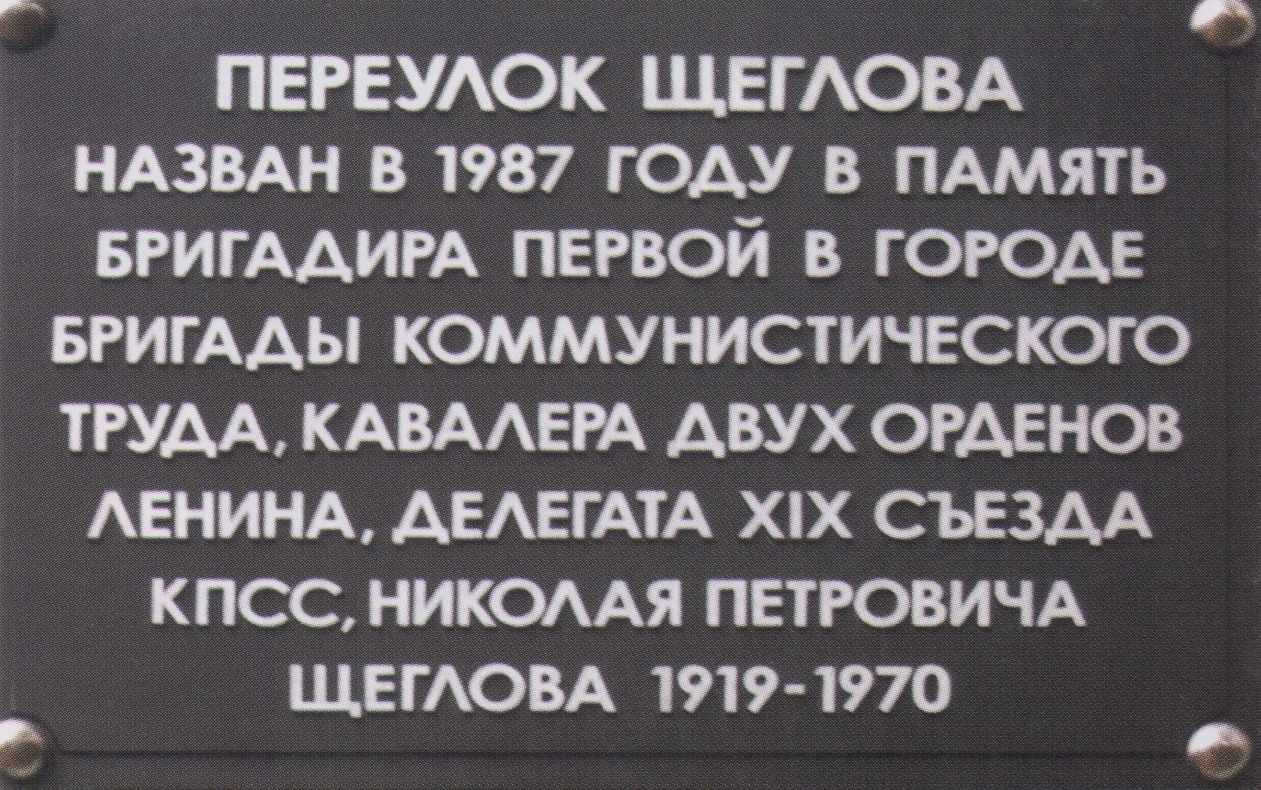 ПЕРЕУЛОК ЩЕГЛОВА
НАЗВАН В 1987 ГОДУ В ПАМЯТЬ
БРИГАДИРА ПЕРВОЙ В ГОРОДЕ
БРИГАДЫ КОММУНИСТИЧЕСКОГО
ТРУДА, КАВАЛЕРА ДВУХ ОРДЕНОВ
ЛЕНИНА, ДЕЛЕГАТА XIX СЪЕЗДА
КПСС, НИКОЛАЯ ПЕТРОВИЧА
ЩЕГЛОВА 1919-1970